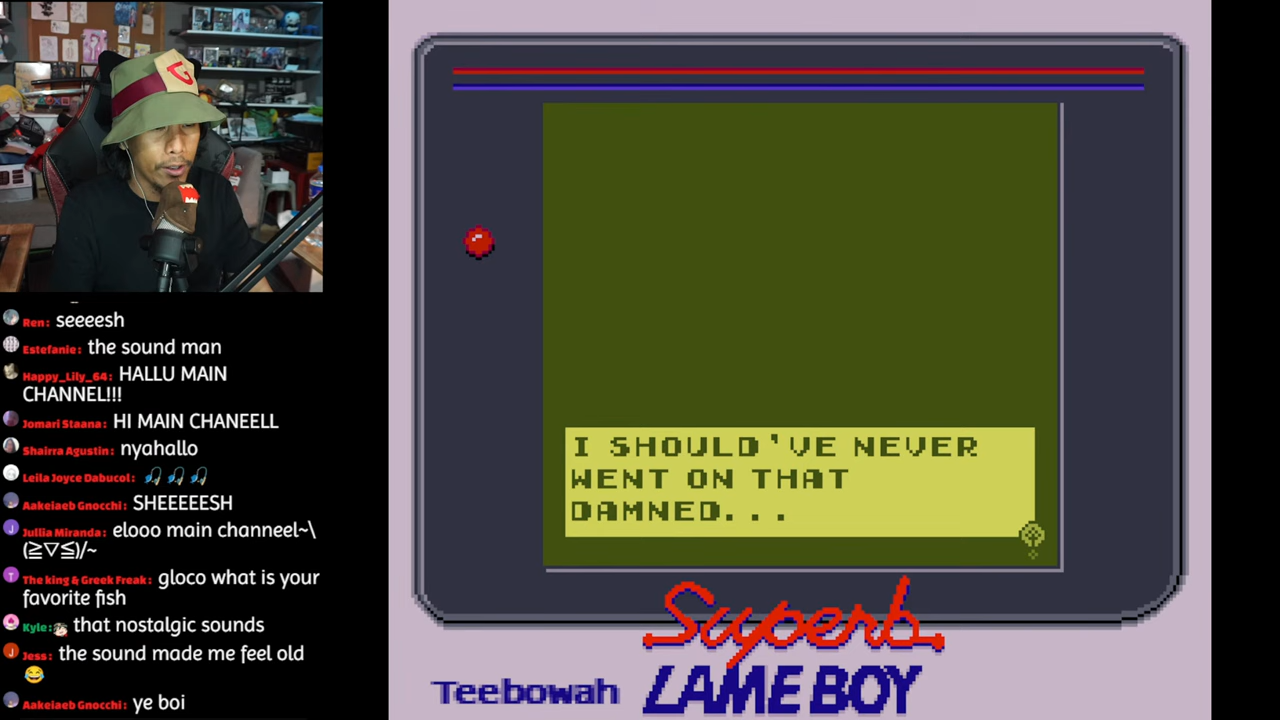 G
Ren: seeeesh
Estefanie: the sound man
Happy_Lily_64: HALLU MAIN
CHANNEL!!!
Jomari Staana: HI MAIN CHANEELL
Shairra Agustin: nyahallo
Leila Joyce Dabucol:
Aakeiaeb Gnocchi: SHEEEEESH
J
Jullia Miranda: elooo main channeel~\
(≧▽≦)/~
T
The king & Greek Freak: gloco what is your
favorite fish
Kyle: that nostalgic sounds
J
Jess: the sound made me feel old
😂
Aakeiaeb Gnocchi: ye boi
I SHOULD'VE NEVER
WENT ON THAT
DAMNED...
Superb
Teebowah LAME BOY